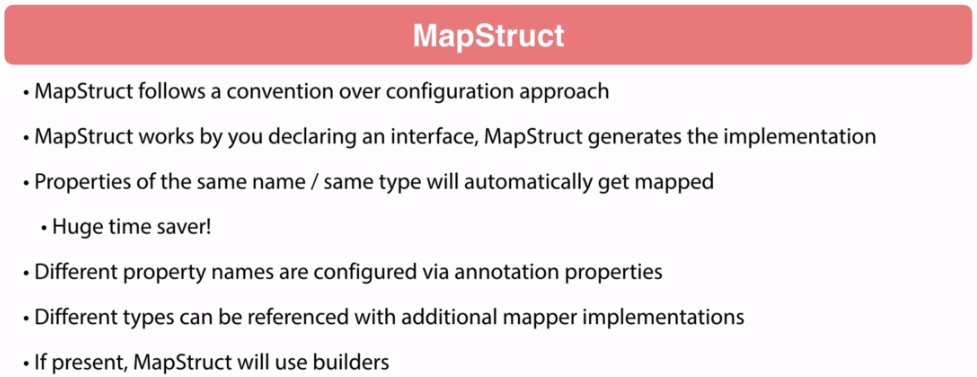 MapStruct
• MapStruct follows a convention over configuration approach
• MapStruct works by you declaring an interface, MapStruct generates the implementation
• Properties of the same name / same type will automatically get mapped
• Huge time saver!
• Different property names are configured via annotation properties
• Different types can be referenced with additional mapper implementations
• If present, MapStruct will use builders